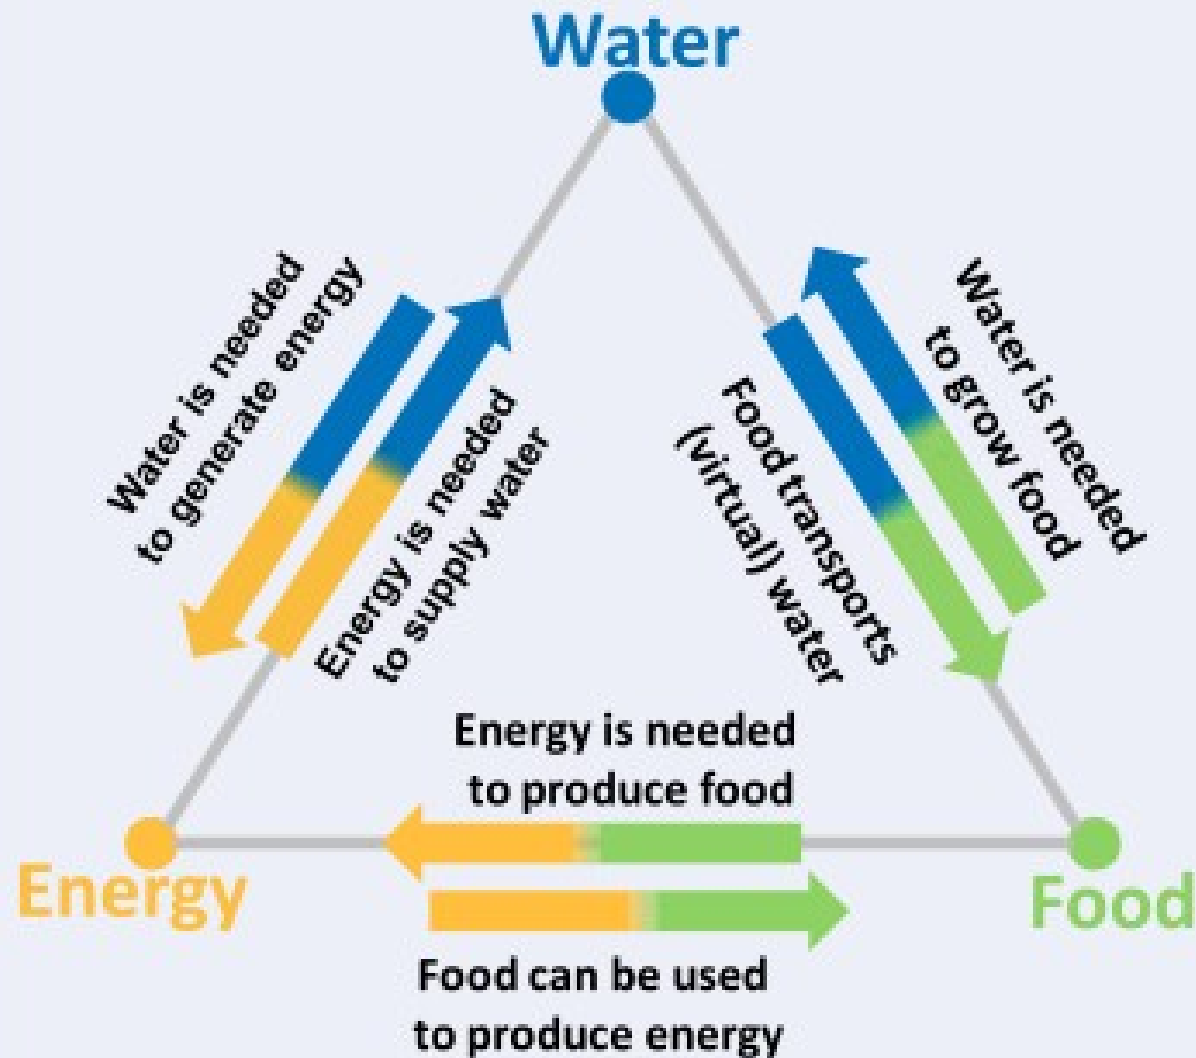 Water
Water is needed
to generate energy
Energy is needed
to supply water
Food transports
(virtual) water
Water is needed
to grow food
Energy is needed
to produce food
Energy
Food
Food can be used
to produce energy